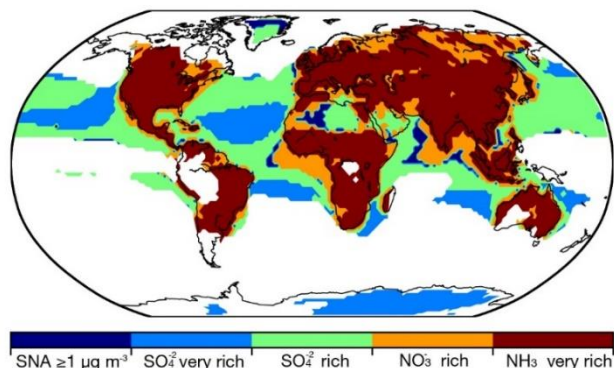 SNA ≥1 μg m⁻³ SO₄⁻² very rich SO₄⁻² rich NO₃⁻ rich NH₃ very rich